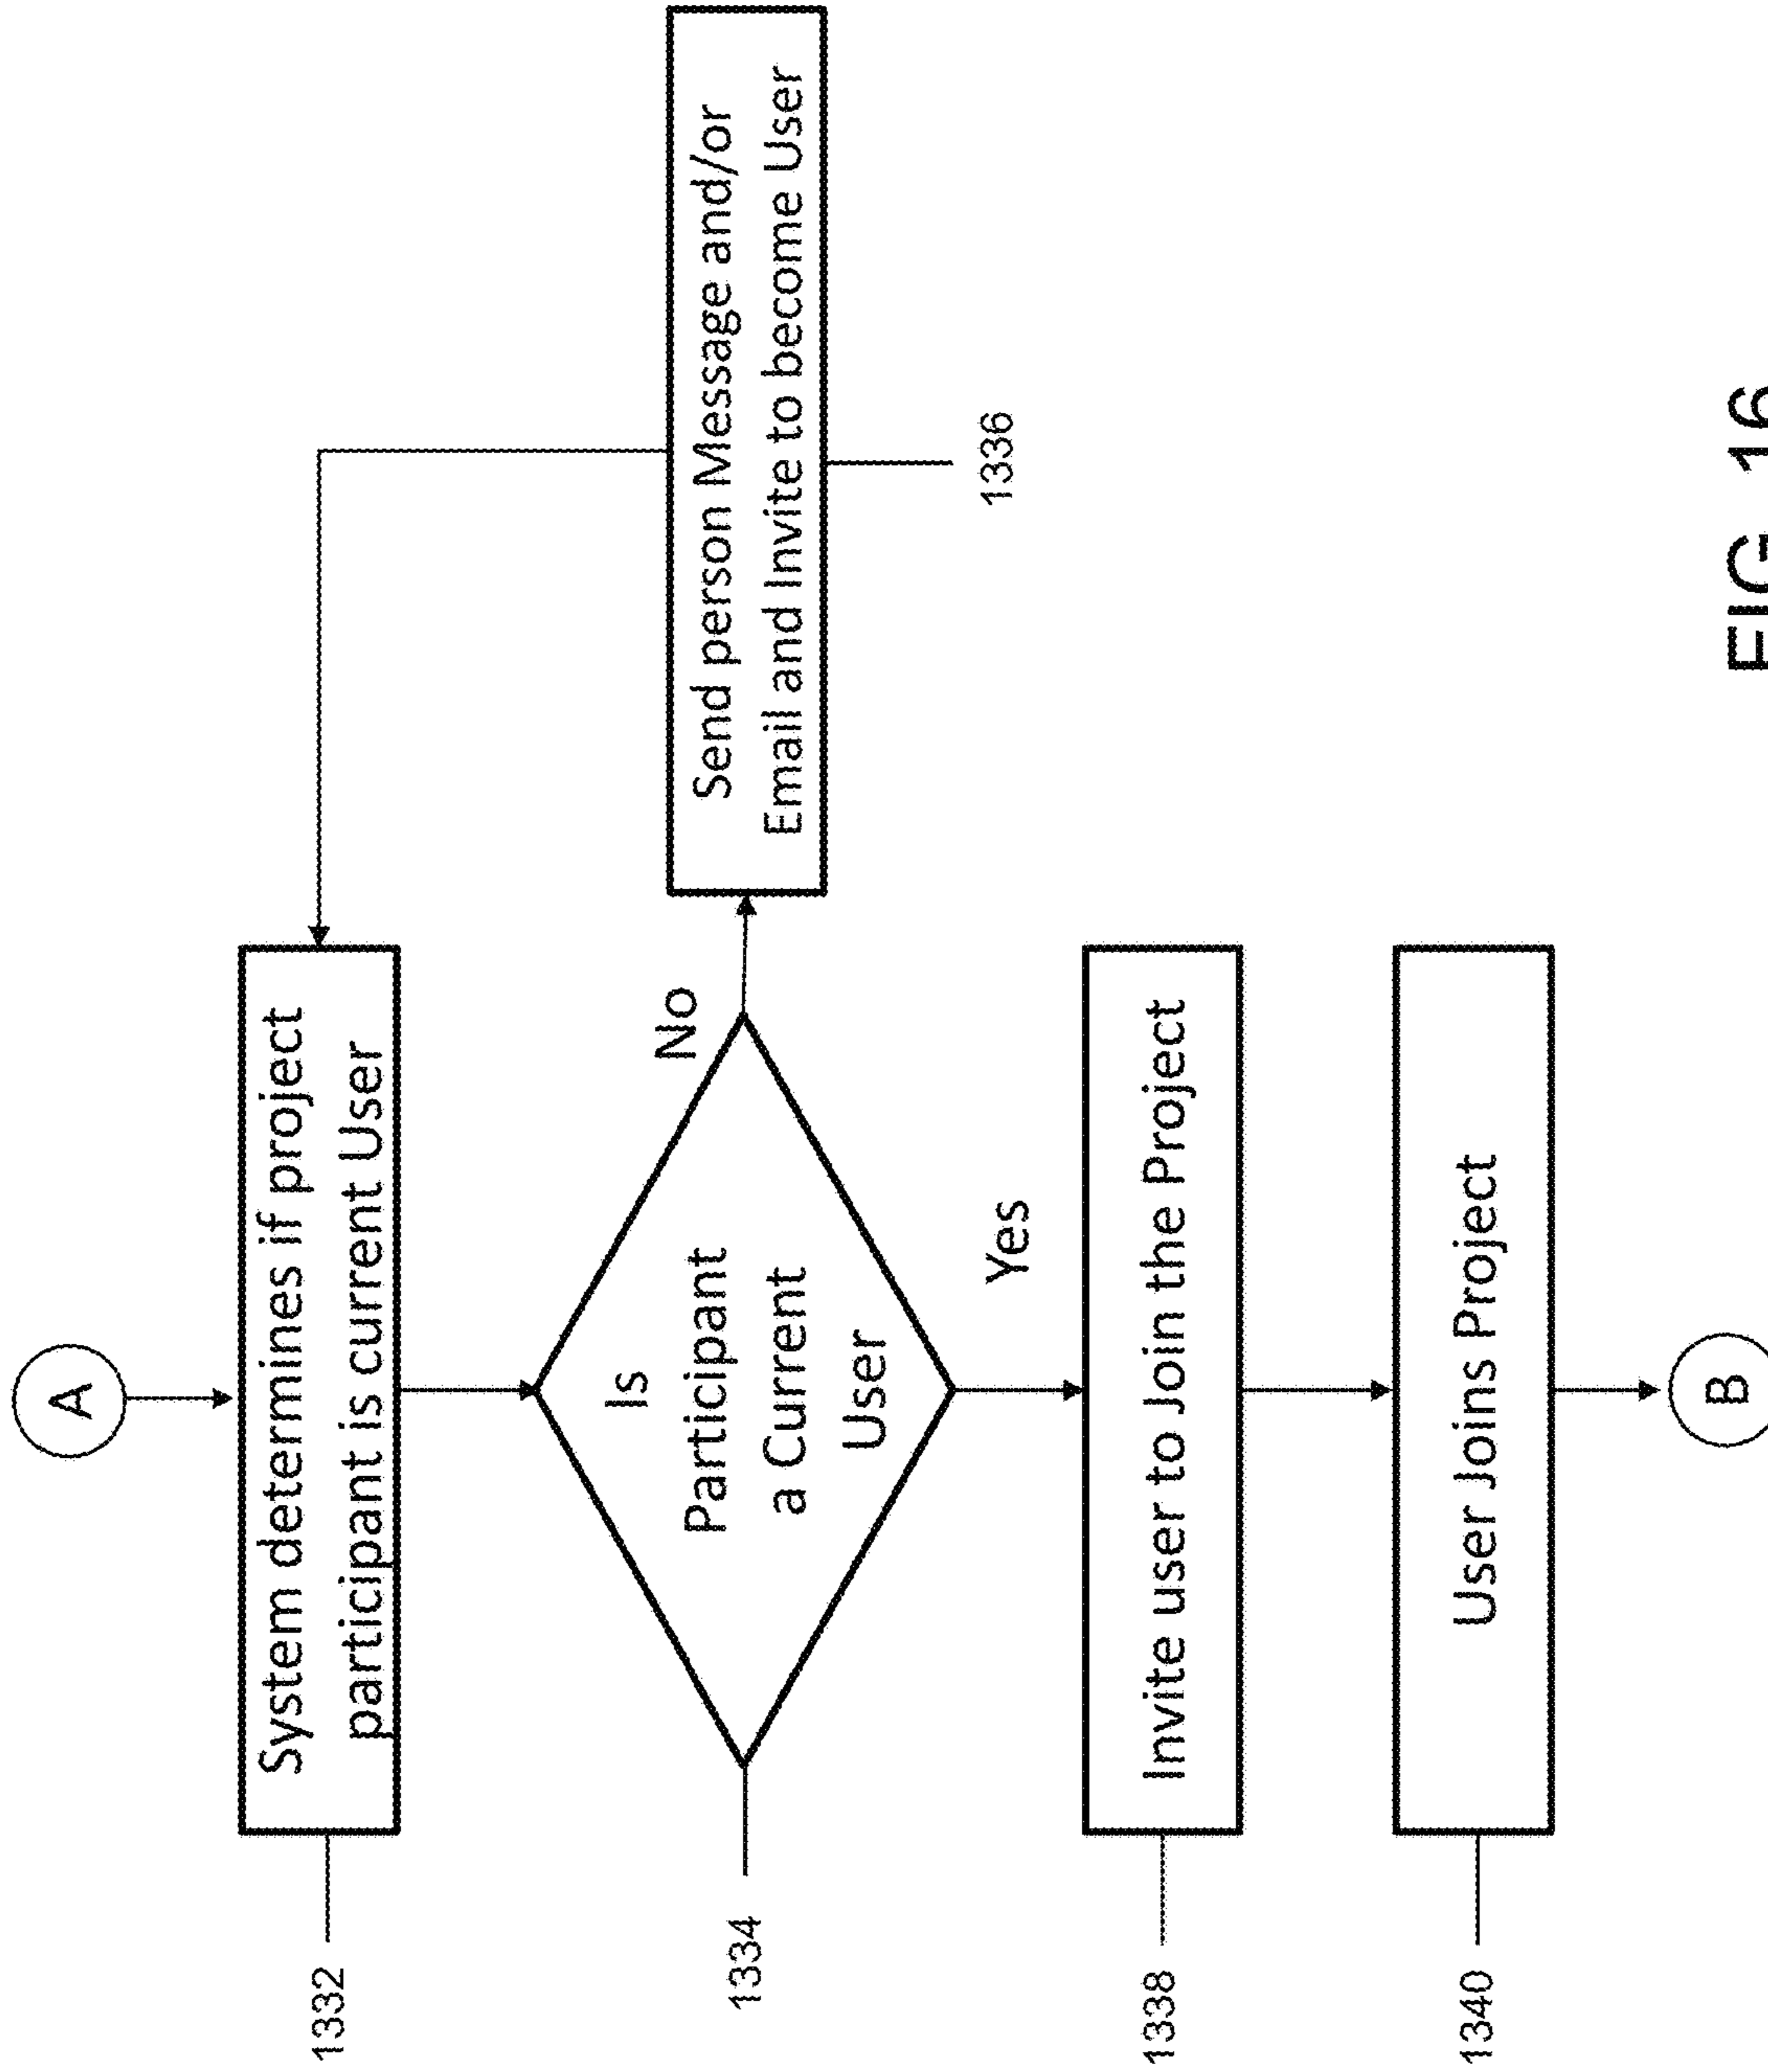 A
1332
System determines if project
participant is current User
1334
Is
Participant
a Current
User
No
Send person Message and/or
Email and Invite to become User
1336
Yes
1338
Invite user to Join the Project
1340
User Joins Project
B
FIG. 16